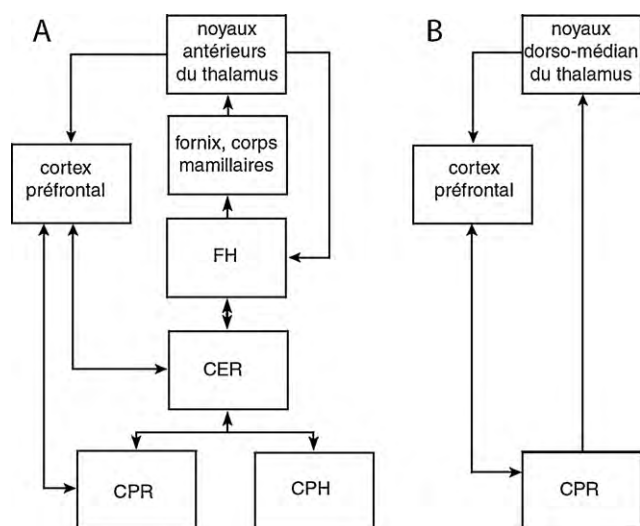 A
noyaux
antérieurs
du thalamus
fornix, corps
mamillaires
cortex
préfrontal
FH
CER
CPR
CPH
B
noyaux
dorso-médian
du thalamus
cortex
préfrontal
CPR